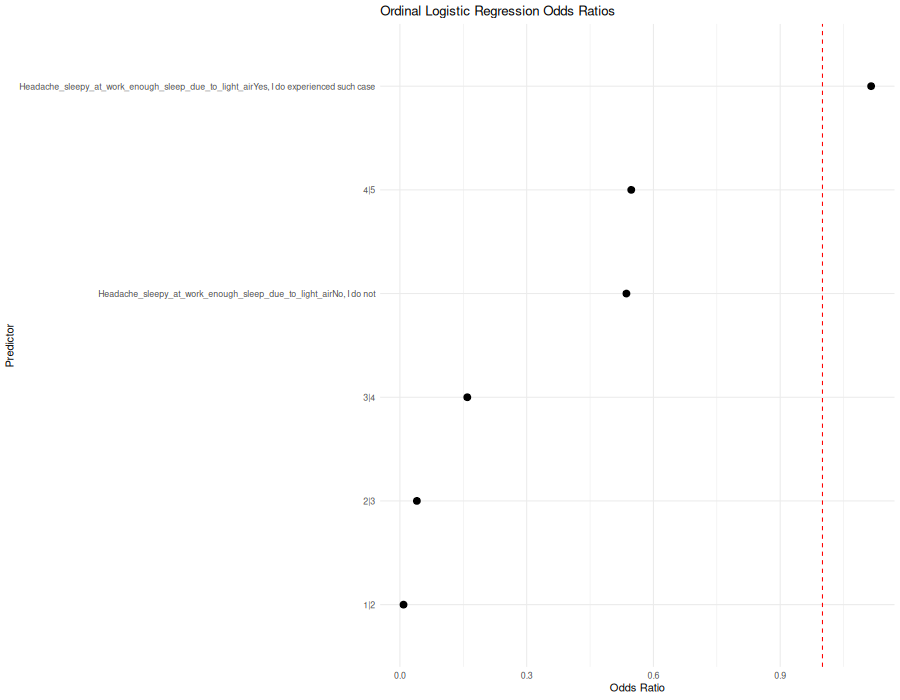 Ordinal Logistic Regression Odds Ratios
Headache_sleepy_at_work_enough_sleep_due_to_light_airYes, I do experienced such case
4|5
Headache_sleepy_at_work_enough_sleep_due_to_light_airNo, I do not
Predictor
3|4
2|3
1|2
0.0 0.3 0.6 0.9
Odds Ratio